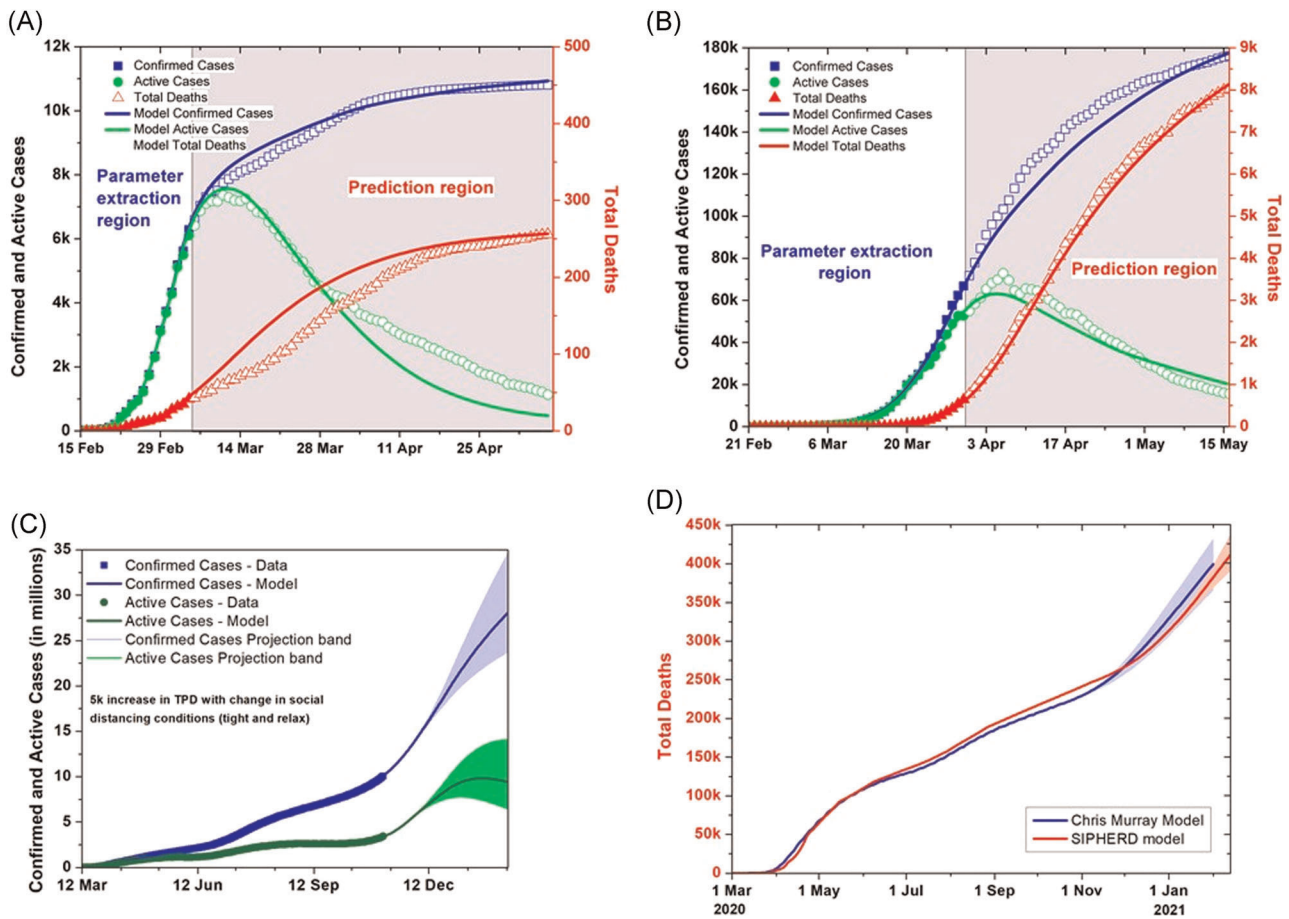 (A)
12k
10k
8k
6k
4k
2k
0
Confirmed and Active Cases
500
400
300
200
100
0
Total Deaths
Confirmed Cases
Active Cases
Total Deaths
Model Confirmed Cases
Model Active Cases
Model Total Deaths
Parameter
extraction
region
Prediction region
15 Feb
29 Feb
14 Mar
28 Mar
11 Apr
25 Apr
(B)
180k
160k
140k
120k
100k
80k
60k
40k
20k
0
Confirmed and Active Cases
9k
8k
7k
6k
5k
4k
3k
2k
1k
0
Total Deaths
Confirmed Cases
Active Cases
Total Deaths
Model Confirmed Cases
Model Active Cases
Model Total Deaths
Parameter extraction
region
Prediction region
21 Feb
6 Mar
20 Mar
3 Apr
17 Apr
1 May
15 May
(C)
35
30
25
20
15
10
5
0
Confirmed and Active Cases (in millions)
Confirmed Cases - Data
Confirmed Cases - Model
Active Cases - Data
Active Cases - Model
Confirmed Cases Projection band
Active Cases Projection band
5k increase in TPD with change in social
distancing conditions (tight and relax)
12 Mar
12 Jun
12 Sep
12 Dec
(D)
450k
400k
350k
300k
250k
200k
150k
100k
50k
0
Total Deaths
Chris Murray Model
SIPHERD model
1 Mar
2020
1 May
1 Jul
1 Sep
1 Nov
1 Jan
2021